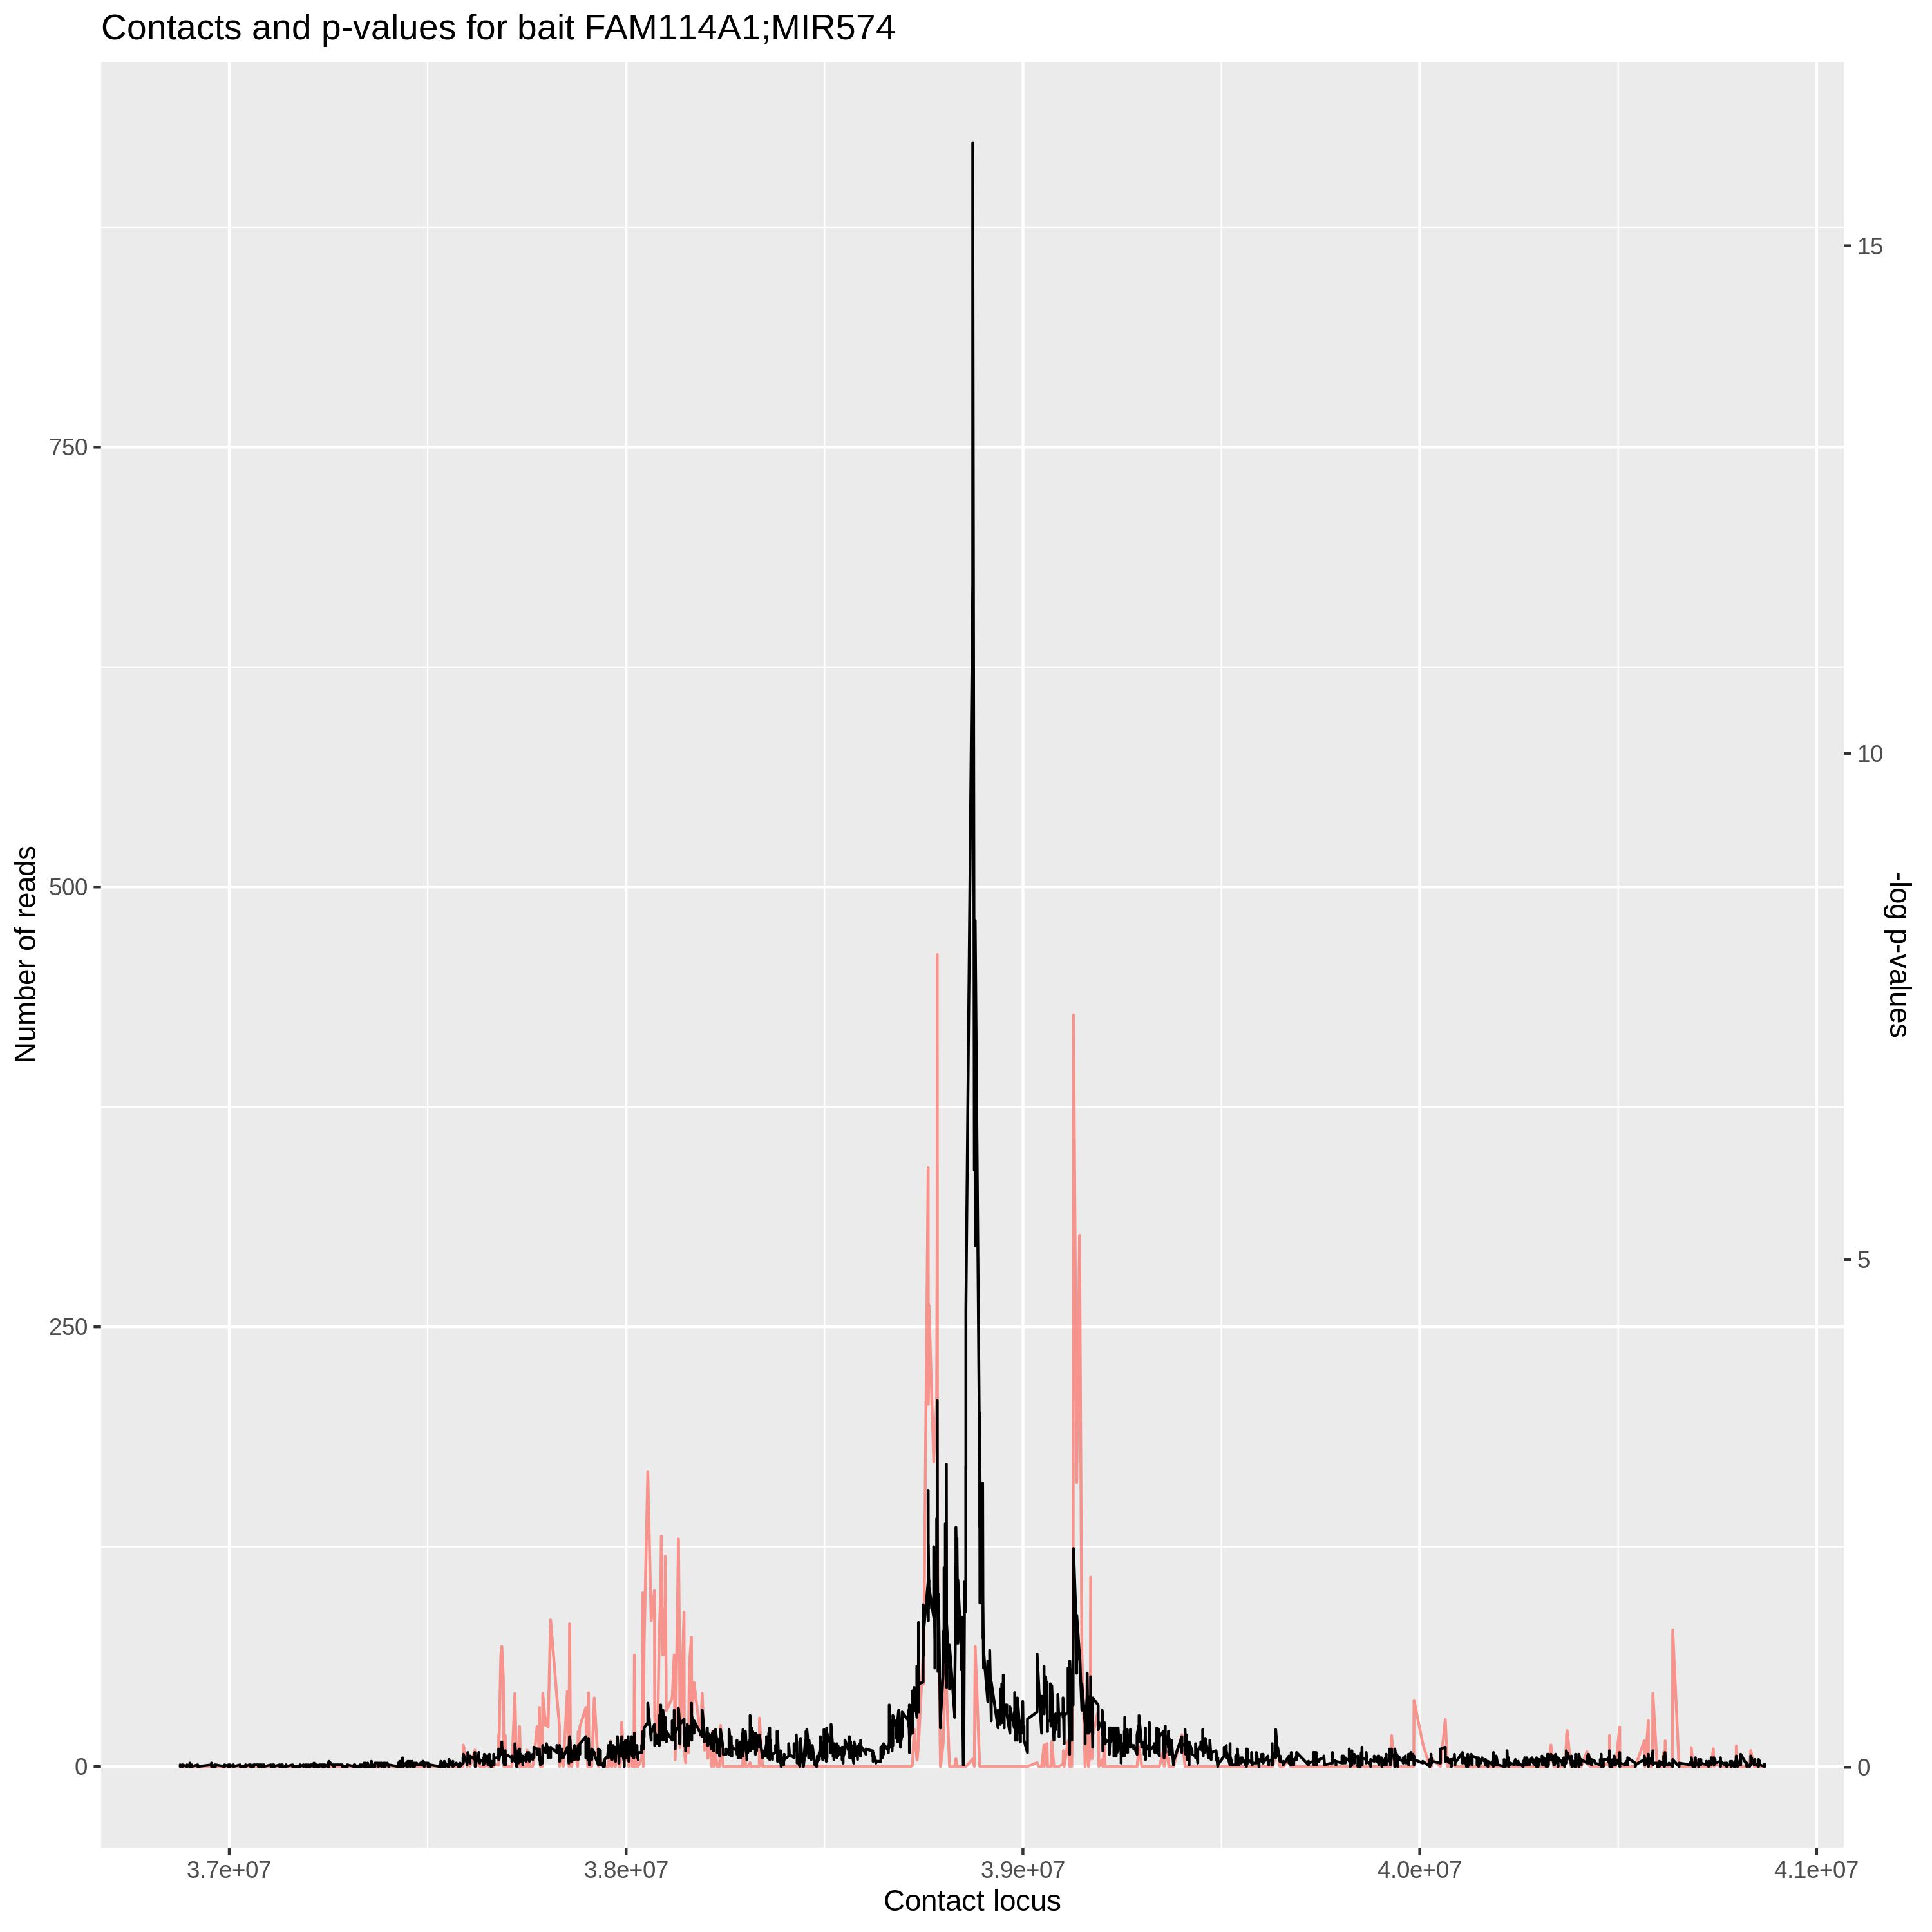 Contacts and p-values for bait FAM114A1;MIR574
Number of reads
750
500
250
0
15
10
5
0
-log p-values
3.7e+07 3.8e+07 3.9e+07 4.0e+07 4.1e+07
Contact locus